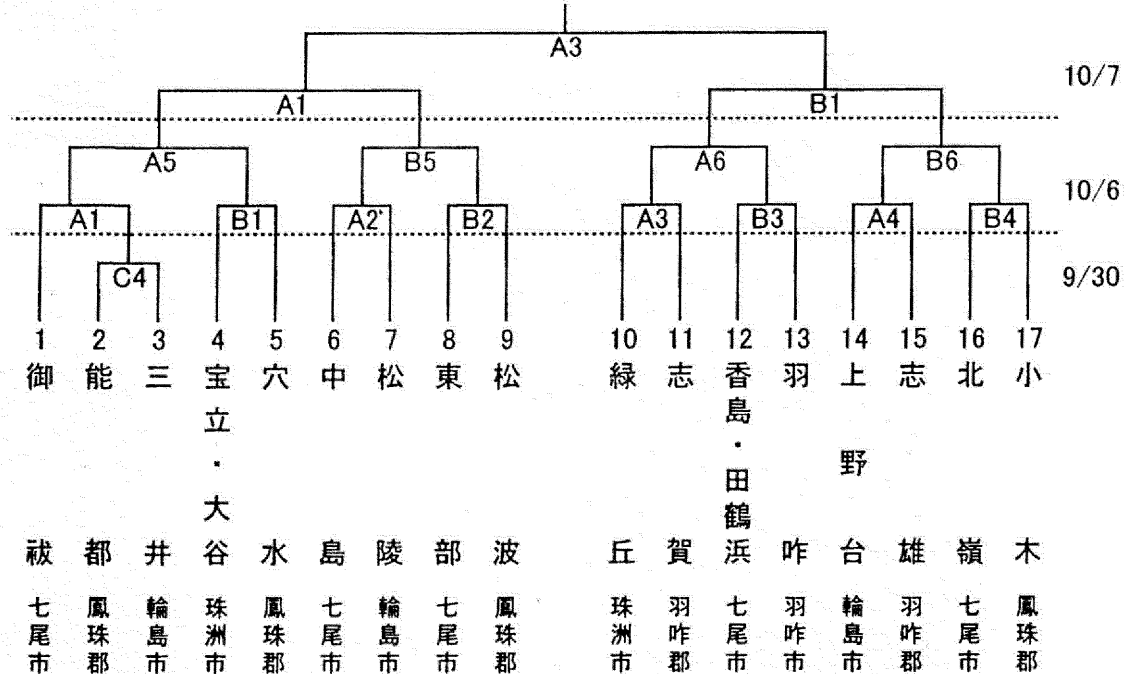 A3
10/7
A1 B1
A5 B5 A6 B6
10/6
A1 B1 A2 B2 A3 B3 A4 B4
C4
9/30
1 2 3 4 5 6 7 8 9 10 11 12 13 14 15 16 17
御祓
能都
三井
宝立・大谷
穴水
中島
松陵
東部
松波
緑丘
志賀
香島・田鶴浜
羽咋
上野台
志雄
北嶺
小木
七尾市
鳳珠郡
輪島市
珠洲市
鳳珠郡
七尾市
輪島市
七尾市
鳳珠郡
珠洲市
羽咋郡
七尾市
羽咋市
輪島市
羽咋郡
七尾市
鳳珠郡